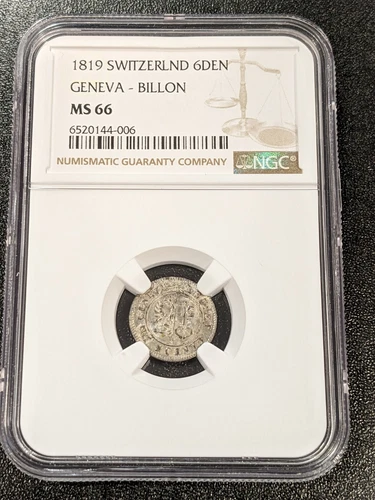 1819 SWITZERLND 6DEN
GENEVA - BILLON
MS 66
6520144-006
NUMISMATIC GUARANTY COMPANY
NGC®